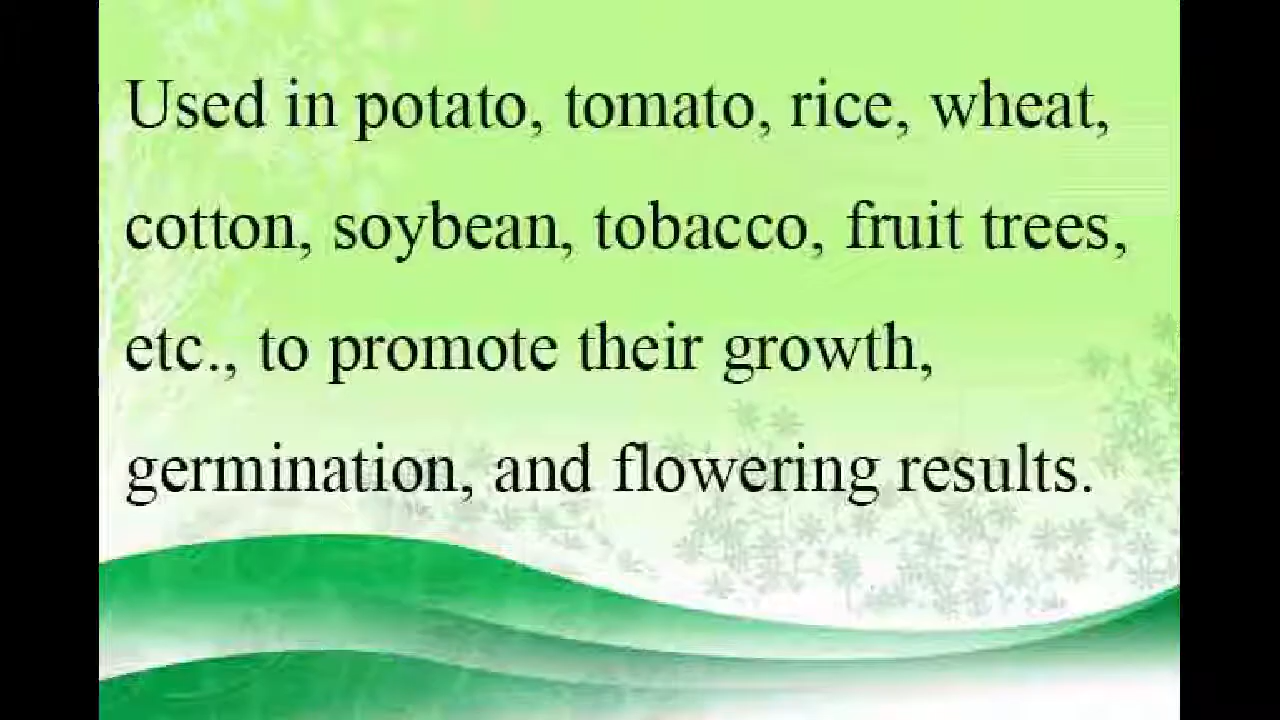 Used in potato, tomato, rice, wheat,
cotton, soybean, tobacco, fruit trees,
etc., to promote their growth,
germination, and flowering results.